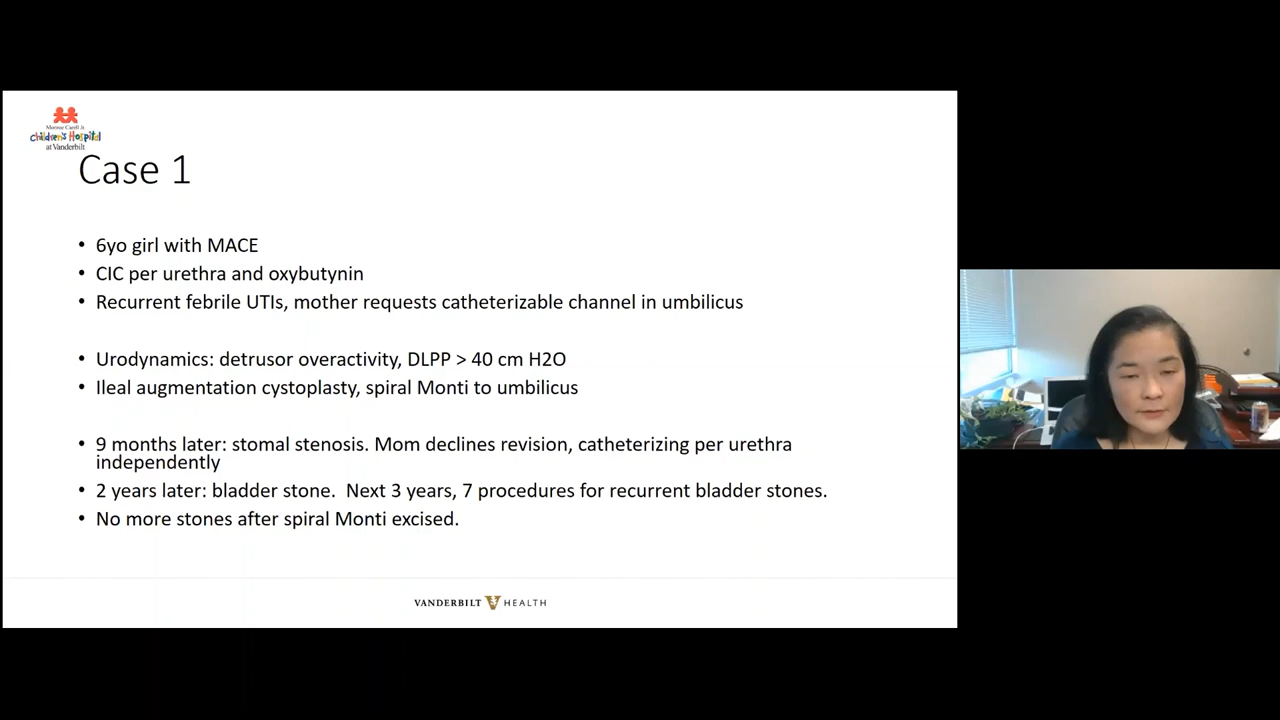 Monroe Carell Jr.
Children's Hospital
at Vanderbilt
Case 1
• 6yo girl with MACE
• CIC per urethra and oxybutynin
• Recurrent febrile UTIs, mother requests catheterizable channel in umbilicus
• Urodynamics: detrusor overactivity, DLPP > 40 cm H2O
• Ileal augmentation cystoplasty, spiral Monti to umbilicus
• 9 months later: stomal stenosis. Mom declines revision, catheterizing per urethra
independently
• 2 years later: bladder stone.  Next 3 years, 7 procedures for recurrent bladder stones.
• No more stones after spiral Monti excised.
VANDERBILT V HEALTH